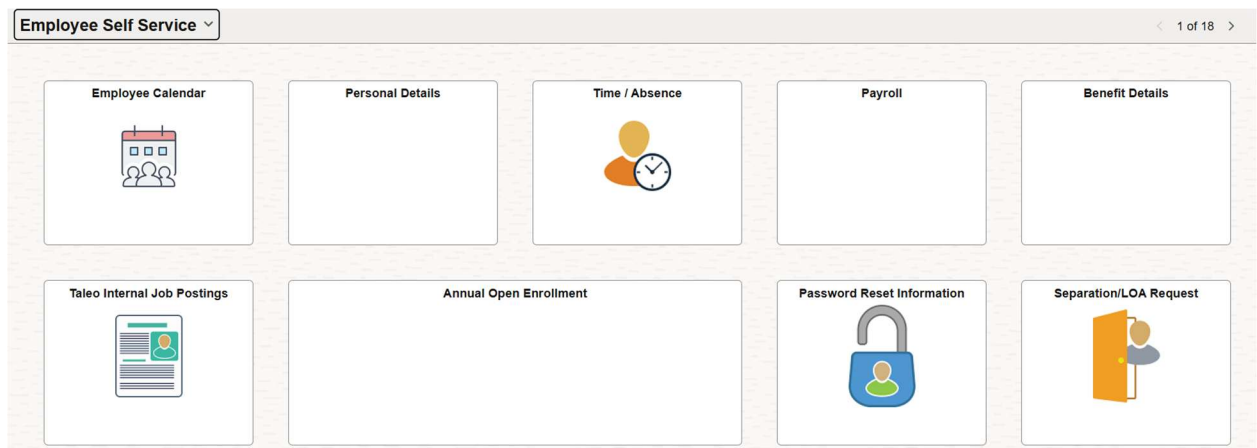 Employee Self Service
1 of 18
Employee Calendar
Personal Details
Time / Absence
Payroll
Benefit Details
Taleo Internal Job Postings
Annual Open Enrollment
Password Reset Information
Separation/LOA Request